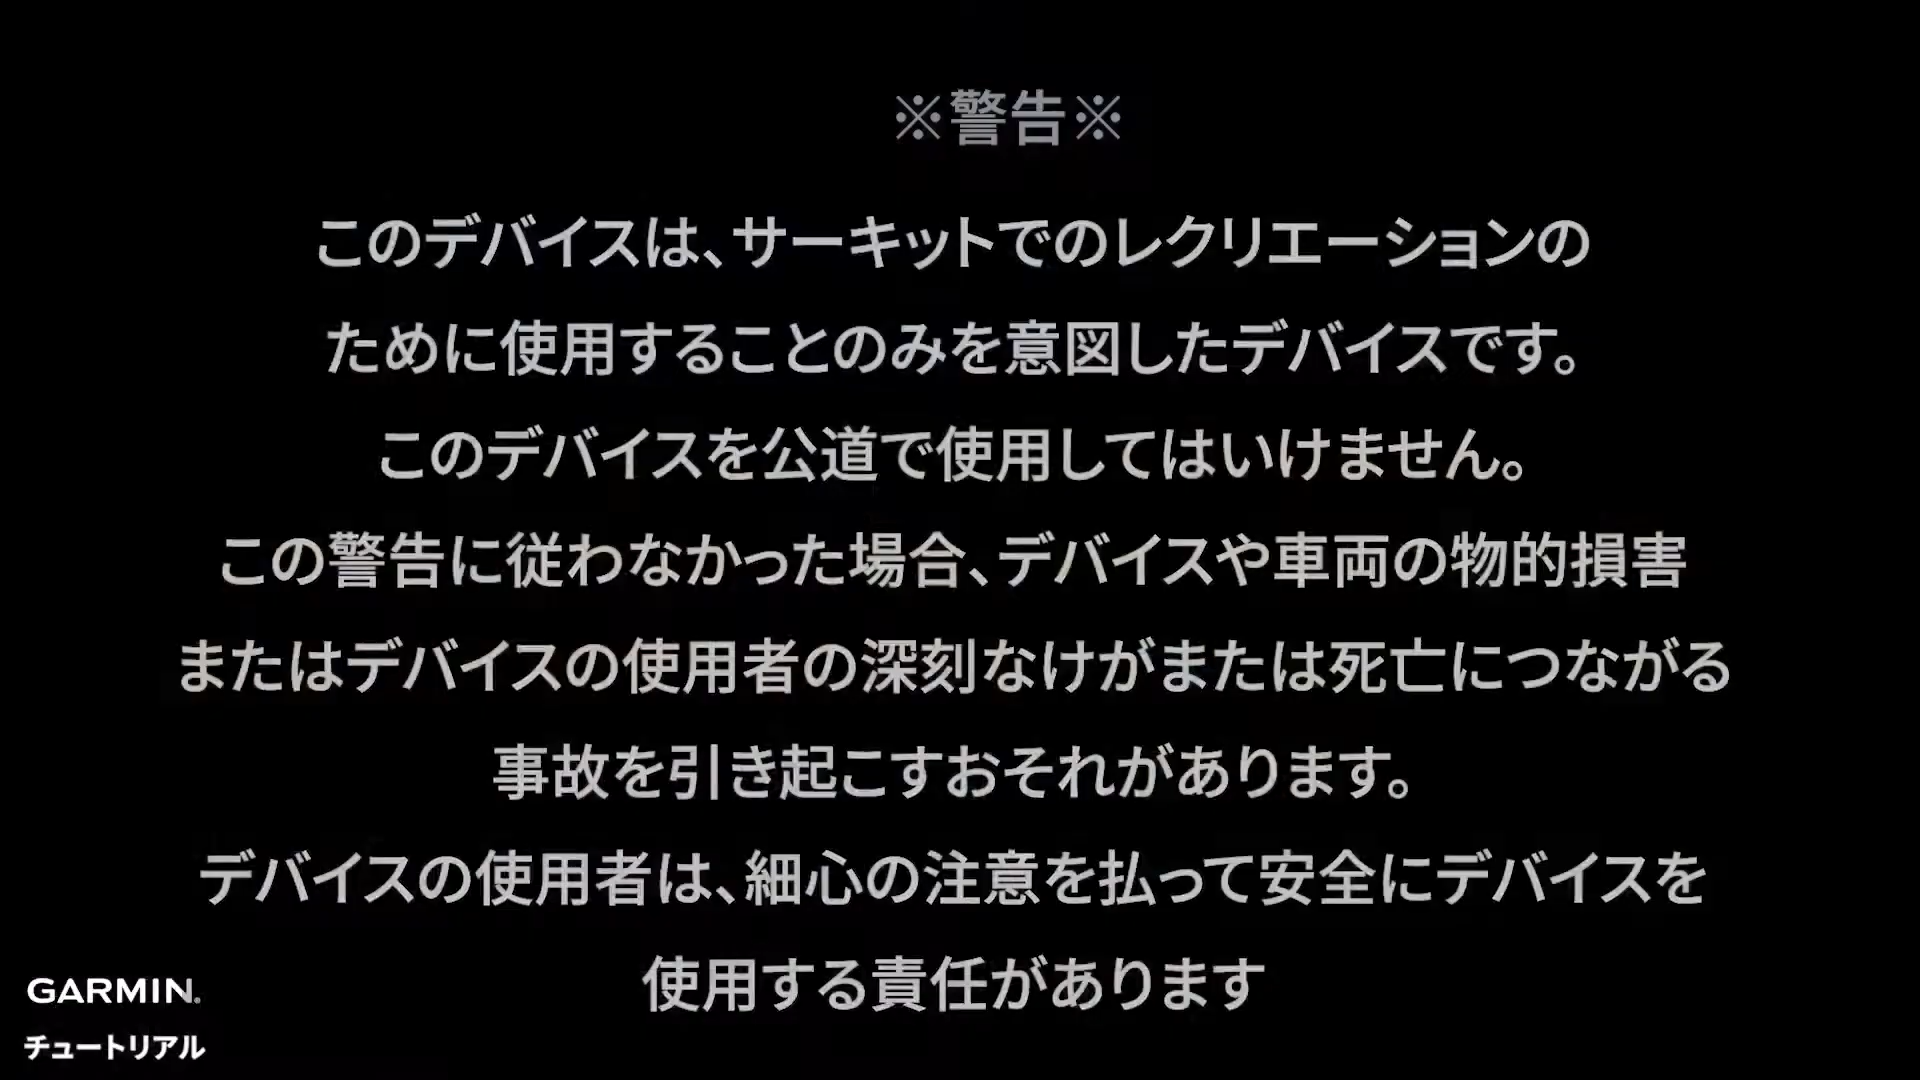 ※警告※
このデバイスは、サーキットでのレクリエーションの
ために使用することのみを意図したデバイスです。
このデバイスを公道で使用してはいけません。
この警告に従わなかった場合、デバイスや車両の物的損害
またはデバイスの使用者の深刻なけがまたは死亡につながる
事故を引き起こすおそれがあります。
デバイスの使用者は、細心の注意を払って安全にデバイスを
使用する責任があります
GARMIN®
チュートリアル